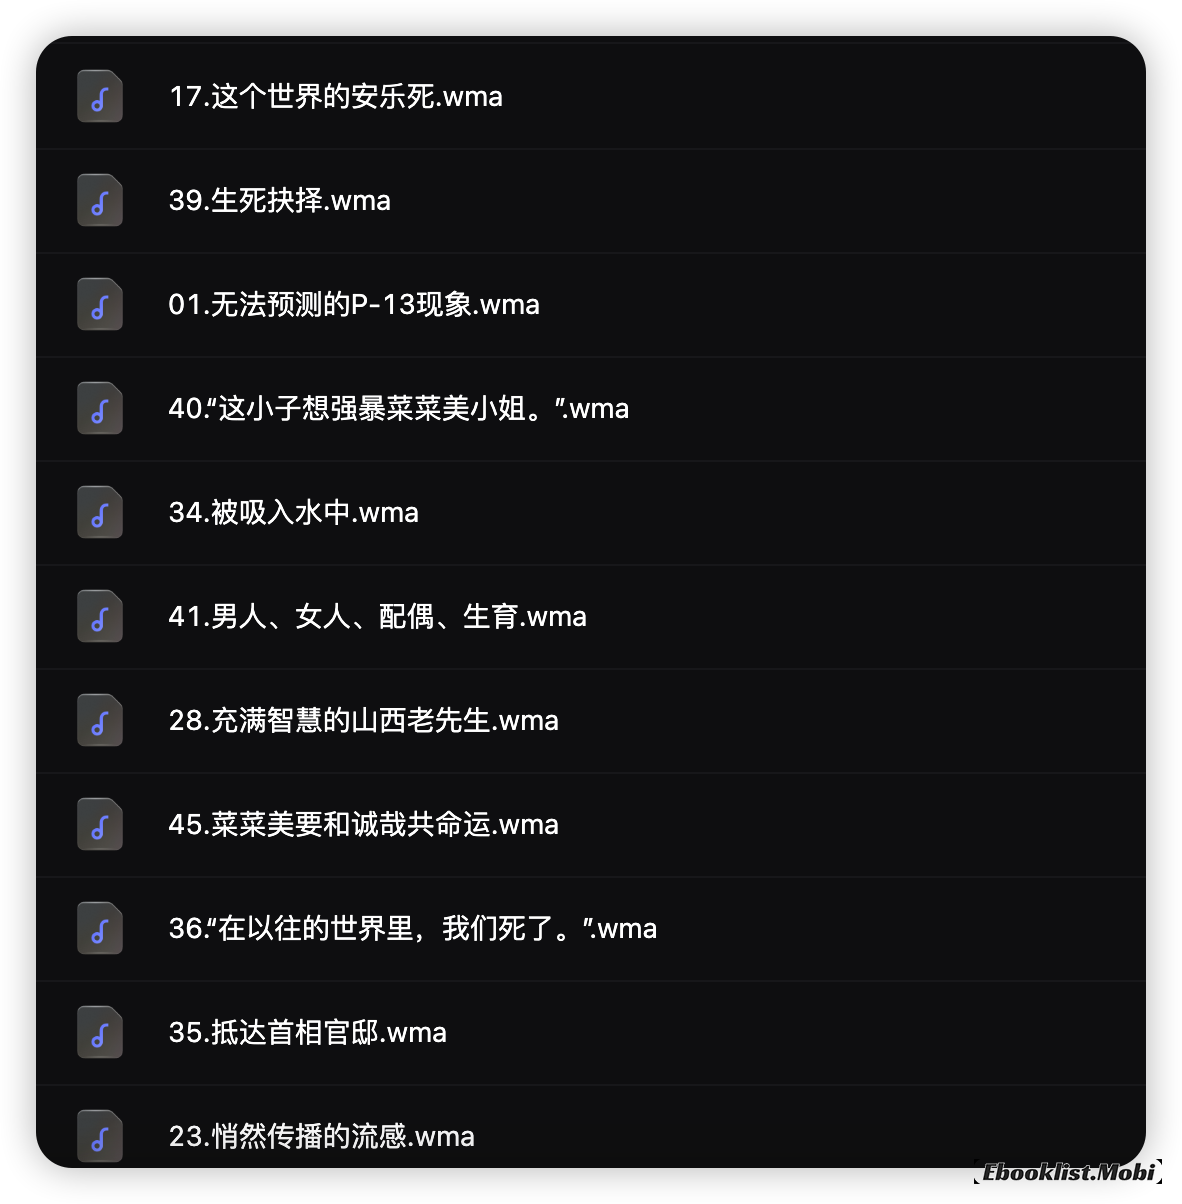 17.这个世界的安乐死.wma
39.生死抉择.wma
01.无法预测的P-13现象.wma
40.“这小子想强暴菜菜美小姐。”.wma
34.被吸入水中.wma
41.男人、女人、配偶、生育.wma
28.充满智慧的山西老先生.wma
45.菜菜美要和诚哉共命运.wma
36.“在以往的世界里，我们死了。”.wma
35.抵达首相官邸.wma
23.悄然传播的流感.wma
[Ebooklist.Mobi]